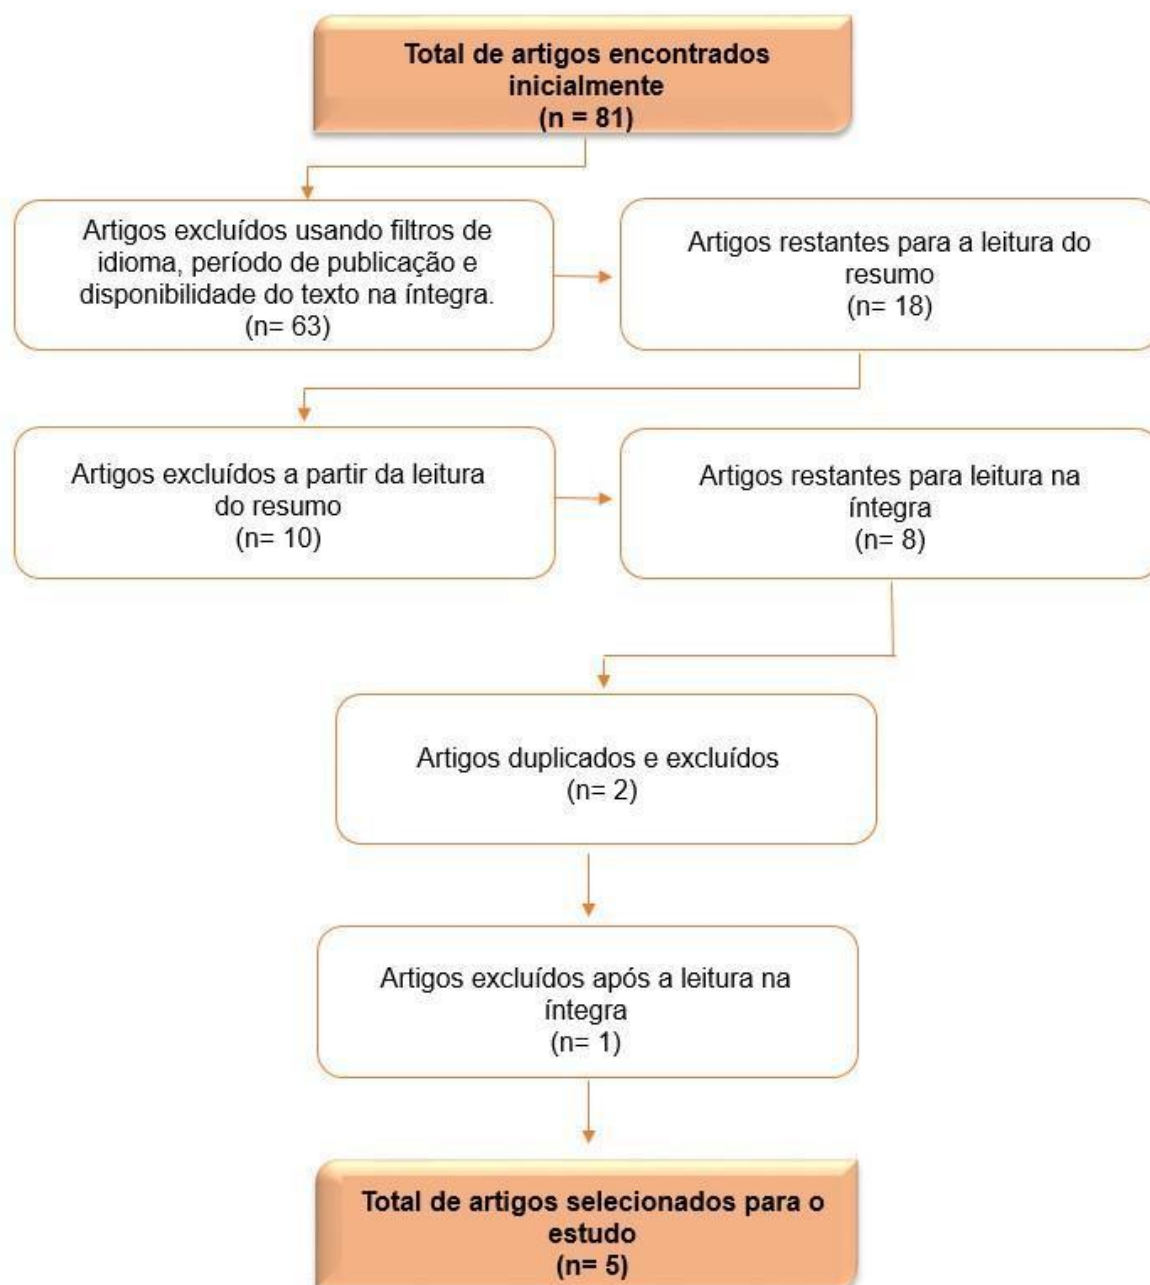 Total de artigos encontrados
inicialmente
(n = 81)
Artigos excluídos usando filtros de
idioma, período de publicação e
disponibilidade do texto na íntegra.
(n= 63)
Artigos restantes para a leitura do
resumo
(n= 18)
Artigos excluídos a partir da leitura
do resumo
(n= 10)
Artigos restantes para leitura na
íntegra
(n= 8)
Artigos duplicados e excluídos
(n= 2)
Artigos excluídos após a leitura na
íntegra
(n= 1)
Total de artigos selecionados para o
estudo
(n= 5)